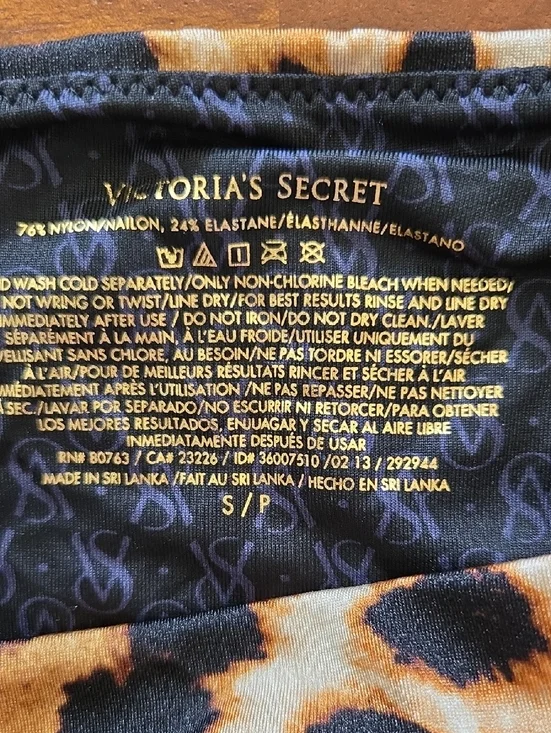 VICTORIA'S SECRET
76% NYLON/NAILON, 24% ELASTANE/ÉLASTHANNE/ELASTANO
D WASH COLD SEPARATELY/ONLY NON-CHLORINE BLEACH WHEN NEEDED/
NOT WRING OR TWIST/LINE DRY/FOR BEST RESULTS RINSE AND LINE DRY
IMMEDIATELY AFTER USE / DO NOT IRON/DO NOT DRY CLEAN./LAVER
SÉPARÉMENT À LA MAIN, À L'EAU FROIDE/UTILISER UNIQUEMENT DU
VELLISANT SANS CHLORE, AU BESOIN/NE PAS TORDRE NI ESSORER/SÉCHER
À L'AIR/POUR DE MEILLEURS RÉSULTATS RINCER ET SÉCHER À L'AIR
MMÉDIATEMENT APRÈS L'UTILISATION /NE PAS REPASSER/NE PAS NETTOYER
À SEC./LAVAR POR SEPARADO/NO ESCURRIR NI RETORCER/PARA OBTENER
LOS MEJORES RESULTADOS, ENJUAGAR Y SECAR AL AIRE LIBRE
INMEDIATAMENTE DESPUÉS DE USAR
RN# 80763 / CA# 23226 / ID# 36007510 /02 13 / 292944
MADE IN SRI LANKA /FAIT AU SRI LANKA / HECHO EN SRI LANKA
S / P